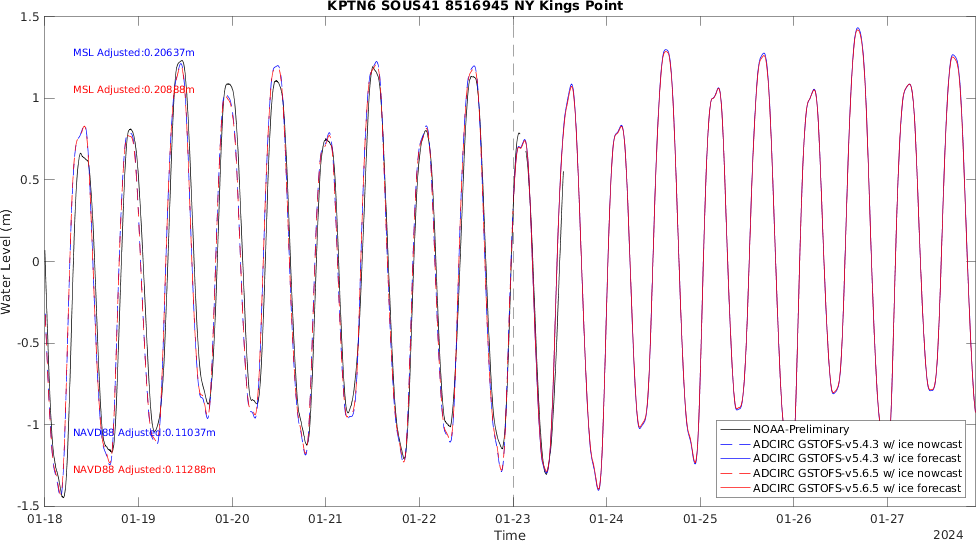 KPTN6 SOUS41 8516945 NY Kings Point
1.5
1
0.5
0
-0.5
-1
-1.5
Water Level (m)
MSL Adjusted:0.20637m
MSL Adjusted:0.20838m
NAVD88 Adjusted:0.11037m
NAVD88 Adjusted:0.11288m
NOAA-Preliminary
ADCIRC GSTOFS-v5.4.3 w/ ice nowcast
ADCIRC GSTOFS-v5.4.3 w/ ice forecast
ADCIRC GSTOFS-v5.6.5 w/ ice nowcast
ADCIRC GSTOFS-v5.6.5 w/ ice forecast
01-18 01-19 01-20 01-21 01-22 01-23 01-24 01-25 01-26 01-27
Time
2024